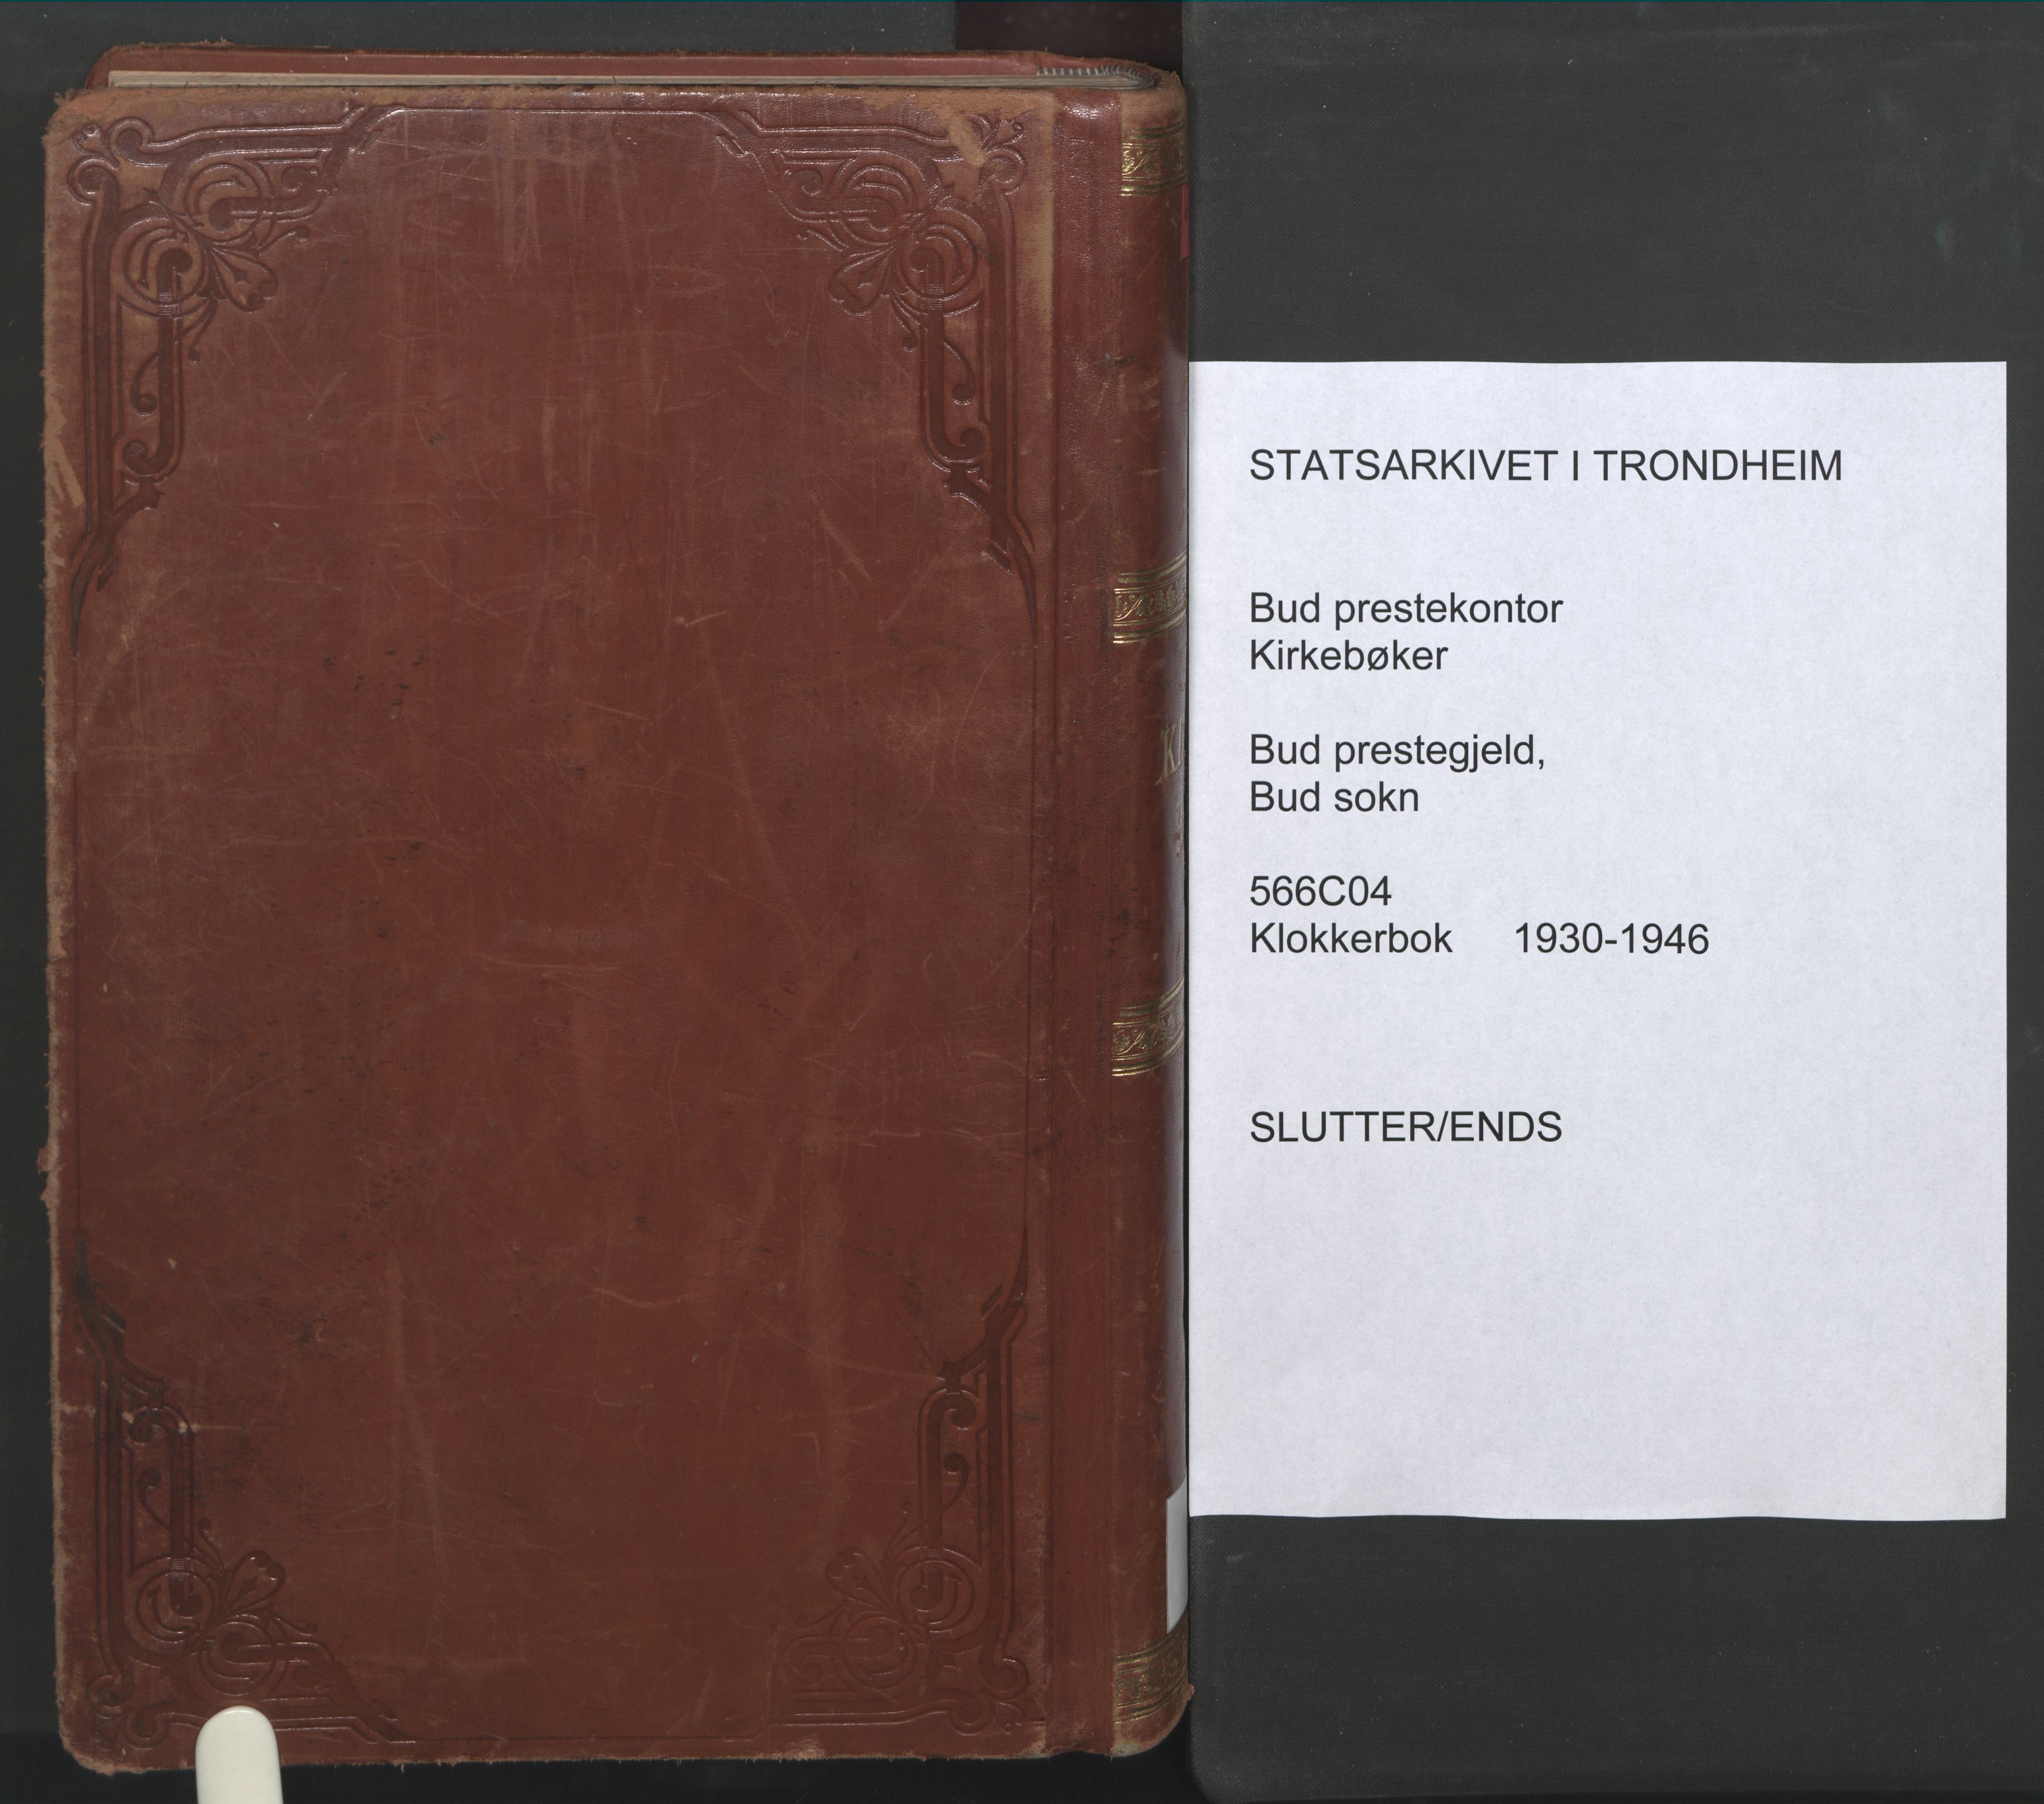 STATSARKIVET I TRONDHEIM
Bud prestekontor
Kirkebøker
Bud prestegjeld,
Bud sokn
566C04
Klokkerbok 1930-1946
SLUTTER/ENDS